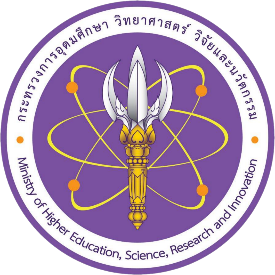 กระทรวงการอุดมศึกษา วิทยาศาสตร์ วิจัยและนวัตกรรม
Ministry of Higher Education, Science, Research and Innovation